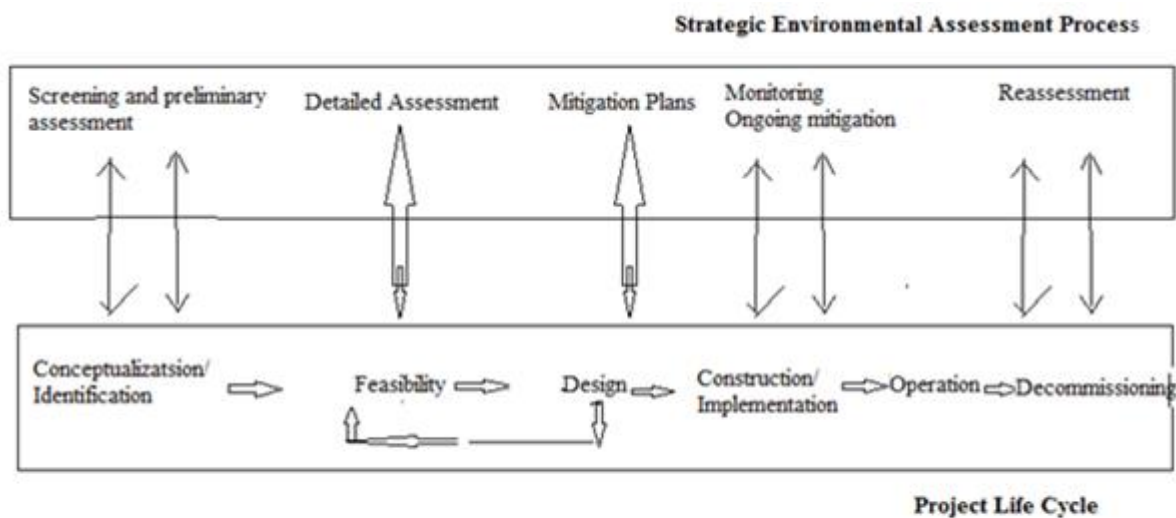 Strategic Environmental Assessment Process
Screening and preliminary
assessment
Detailed Assessment
Mitigation Plans
Monitoring
Ongoing mitigation
Reassessment
Conceptualizatsion/
Identification
Feasibility
Design
Construction/
Implementation
Operation
Decommissioning
Project Life Cycle